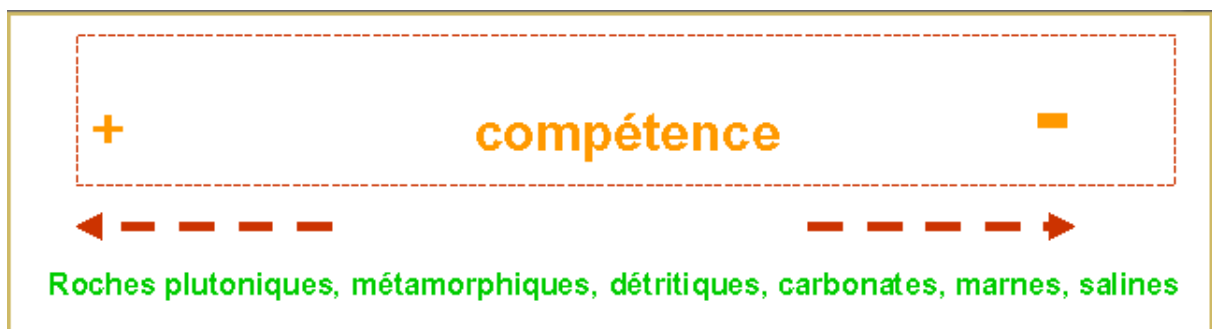 + compétence -
Roches plutoniques, métamorphiques, détritiques, carbonates, marnes, salines